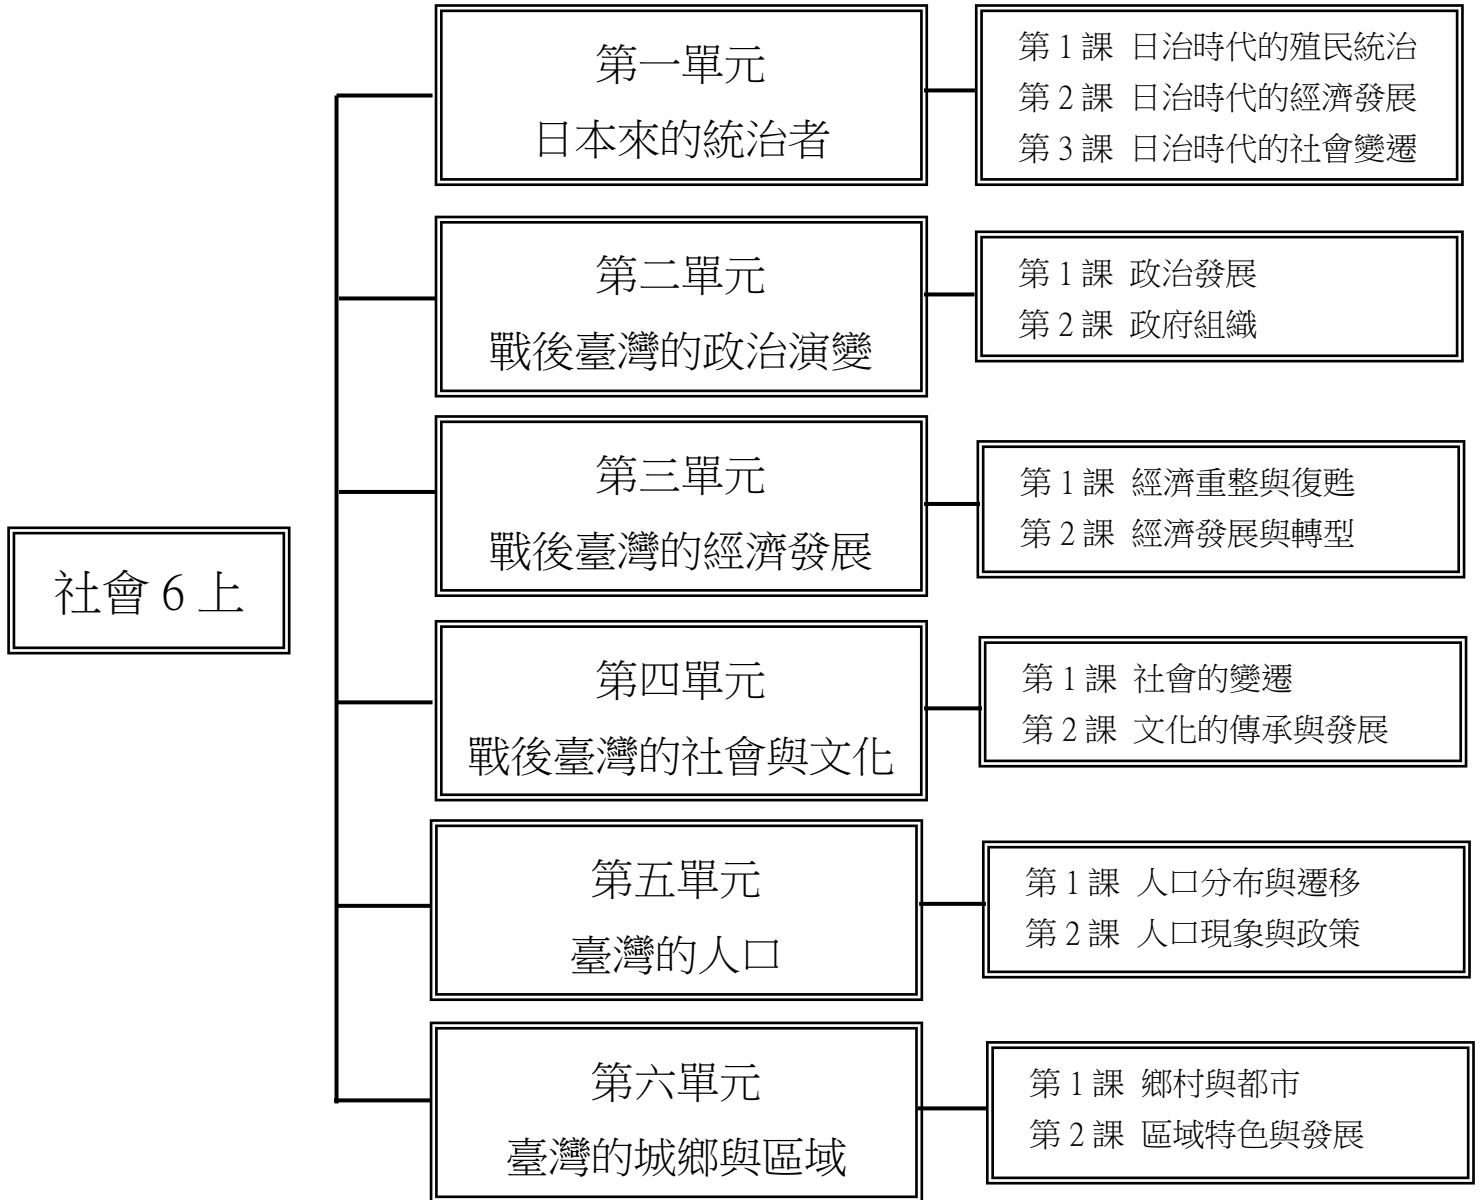 社會 6 上
第一單元
日本來的統治者
第 1 課 日治時代的殖民統治
第 2 課 日治時代的經濟發展
第 3 課 日治時代的社會變遷
第二單元
戰後臺灣的政治演變
第 1 課 政治發展
第 2 課 政府組織
第三單元
戰後臺灣的經濟發展
第 1 課 經濟重整與復甦
第 2 課 經濟發展與轉型
第四單元
戰後臺灣的社會與文化
第 1 課 社會的變遷
第 2 課 文化的傳承與發展
第五單元
臺灣的人口
第 1 課 人口分布與遷移
第 2 課 人口現象與政策
第六單元
臺灣的城鄉與區域
第 1 課 鄉村與都市
第 2 課 區域特色與發展